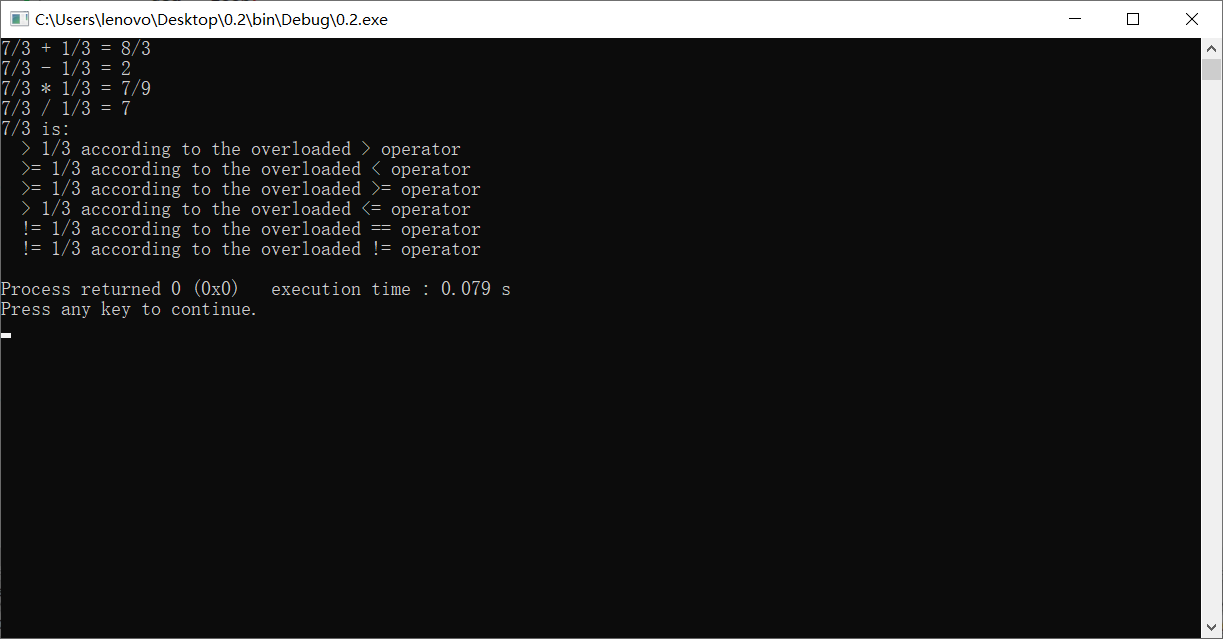 C:\Users\lenovo\Desktop\0.2\bin\Debug\0.2.exe
7/3 + 1/3 = 8/3
7/3 - 1/3 = 2
7/3 * 1/3 = 7/9
7/3 / 1/3 = 7
7/3 is:
  > 1/3 according to the overloaded > operator
  >= 1/3 according to the overloaded < operator
  >= 1/3 according to the overloaded >= operator
  > 1/3 according to the overloaded <= operator
  != 1/3 according to the overloaded == operator
  != 1/3 according to the overloaded != operator
Process returned 0 (0x0)   execution time : 0.079 s
Press any key to continue.